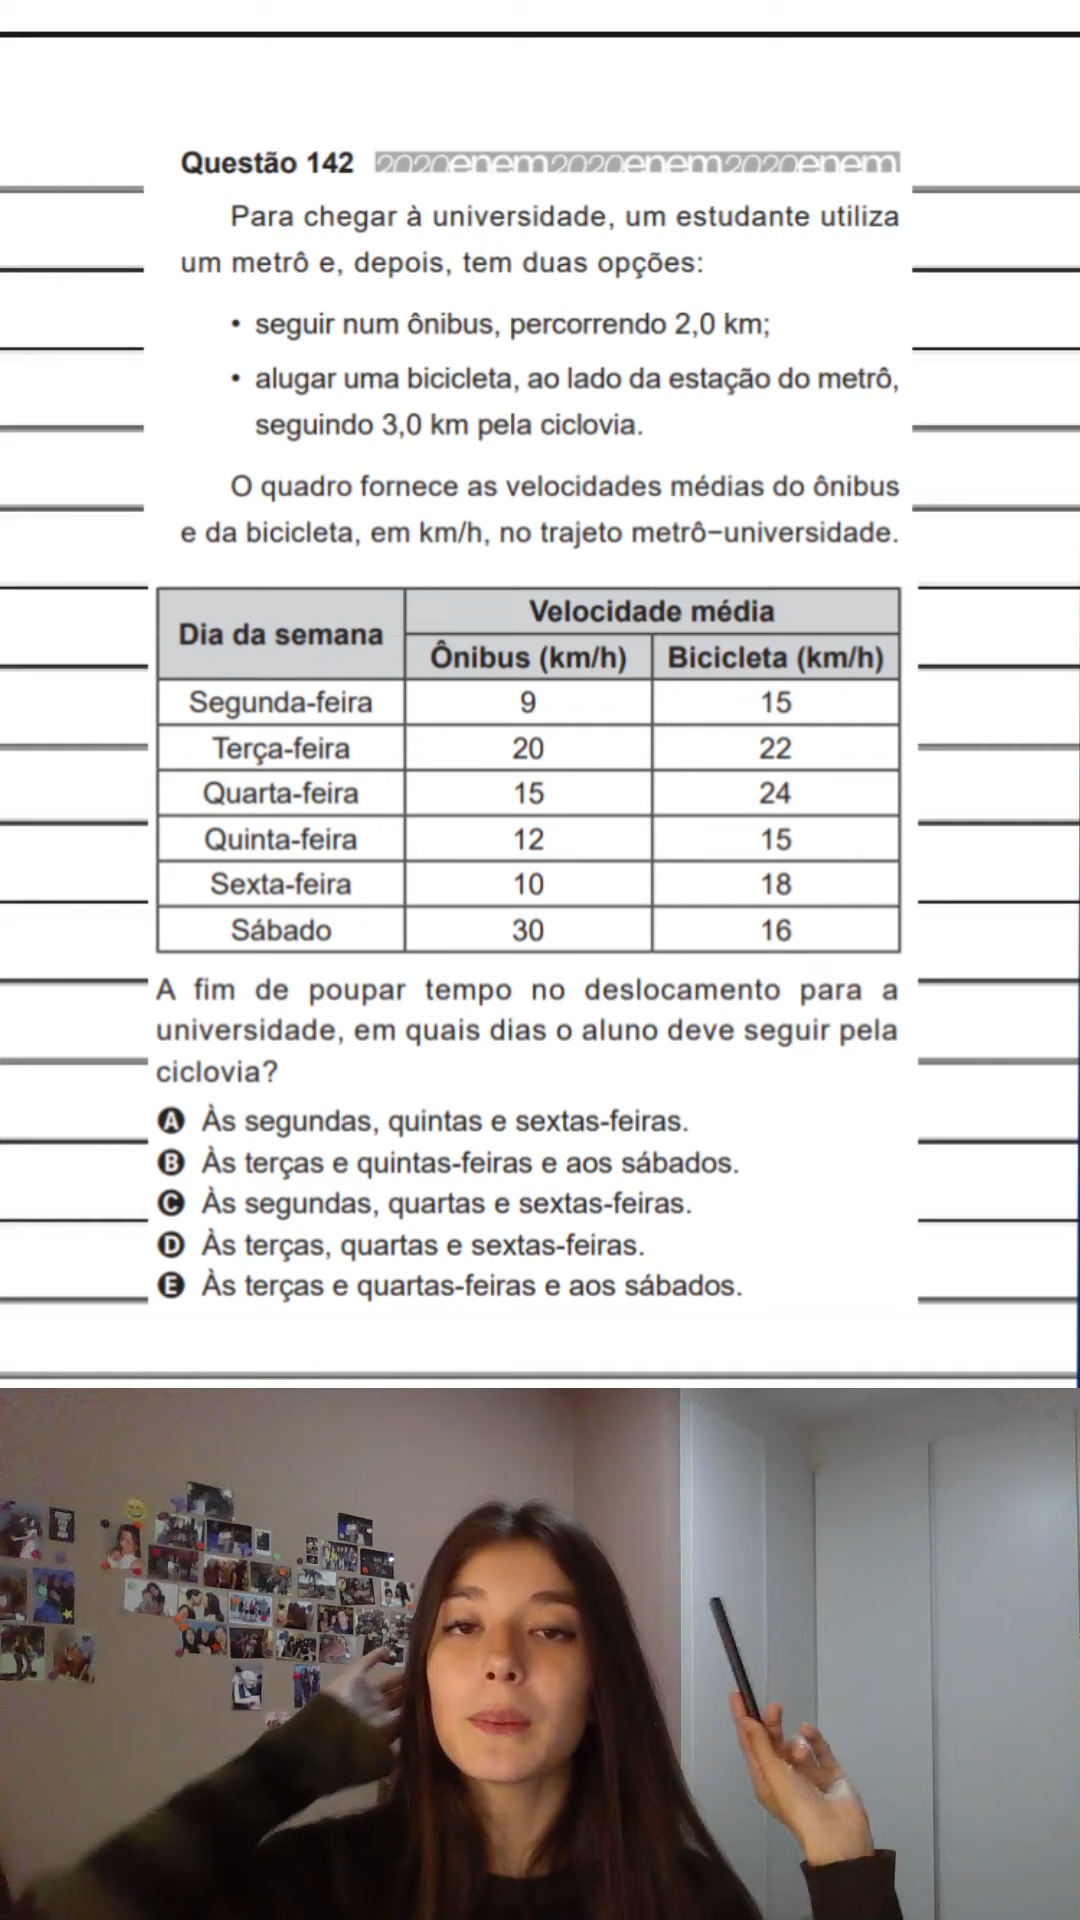 Questão 142 2020enem2020enem2020enem
Para chegar à universidade, um estudante utiliza
um metrô e, depois, tem duas opções:
• seguir num ônibus, percorrendo 2,0 km;
• alugar uma bicicleta, ao lado da estação do metrô,
seguindo 3,0 km pela ciclovia.
O quadro fornece as velocidades médias do ônibus
e da bicicleta, em km/h, no trajeto metrô−universidade.
Dia da semana Velocidade média
Ônibus (km/h) Bicicleta (km/h)
Segunda-feira 9 15
Terça-feira 20 22
Quarta-feira 15 24
Quinta-feira 12 15
Sexta-feira 10 18
Sábado 30 16
A fim de poupar tempo no deslocamento para a
universidade, em quais dias o aluno deve seguir pela
ciclovia?
A Às segundas, quintas e sextas-feiras.
B Às terças e quintas-feiras e aos sábados.
C Às segundas, quartas e sextas-feiras.
D Às terças, quartas e sextas-feiras.
E Às terças e quartas-feiras e aos sábados.